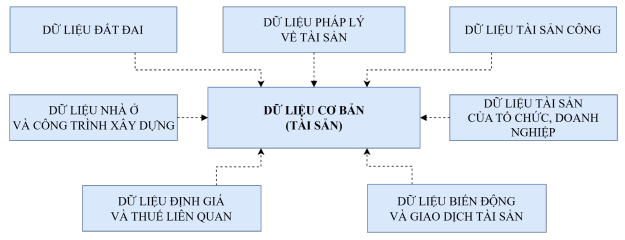 DỮ LIỆU ĐẤT ĐAI
DỮ LIỆU PHÁP LÝ
VỀ TÀI SẢN
DỮ LIỆU TÀI SẢN CÔNG
DỮ LIỆU NHÀ Ở
VÀ CÔNG TRÌNH XÂY DỰNG
DỮ LIỆU CƠ BẢN
(TÀI SẢN)
DỮ LIỆU TÀI SẢN
CỦA TỔ CHỨC, DOANH
NGHIỆP
DỮ LIỆU ĐỊNH GIÁ
VÀ THUẾ LIÊN QUAN
DỮ LIỆU BIẾN ĐỘNG
VÀ GIAO DỊCH TÀI SẢN